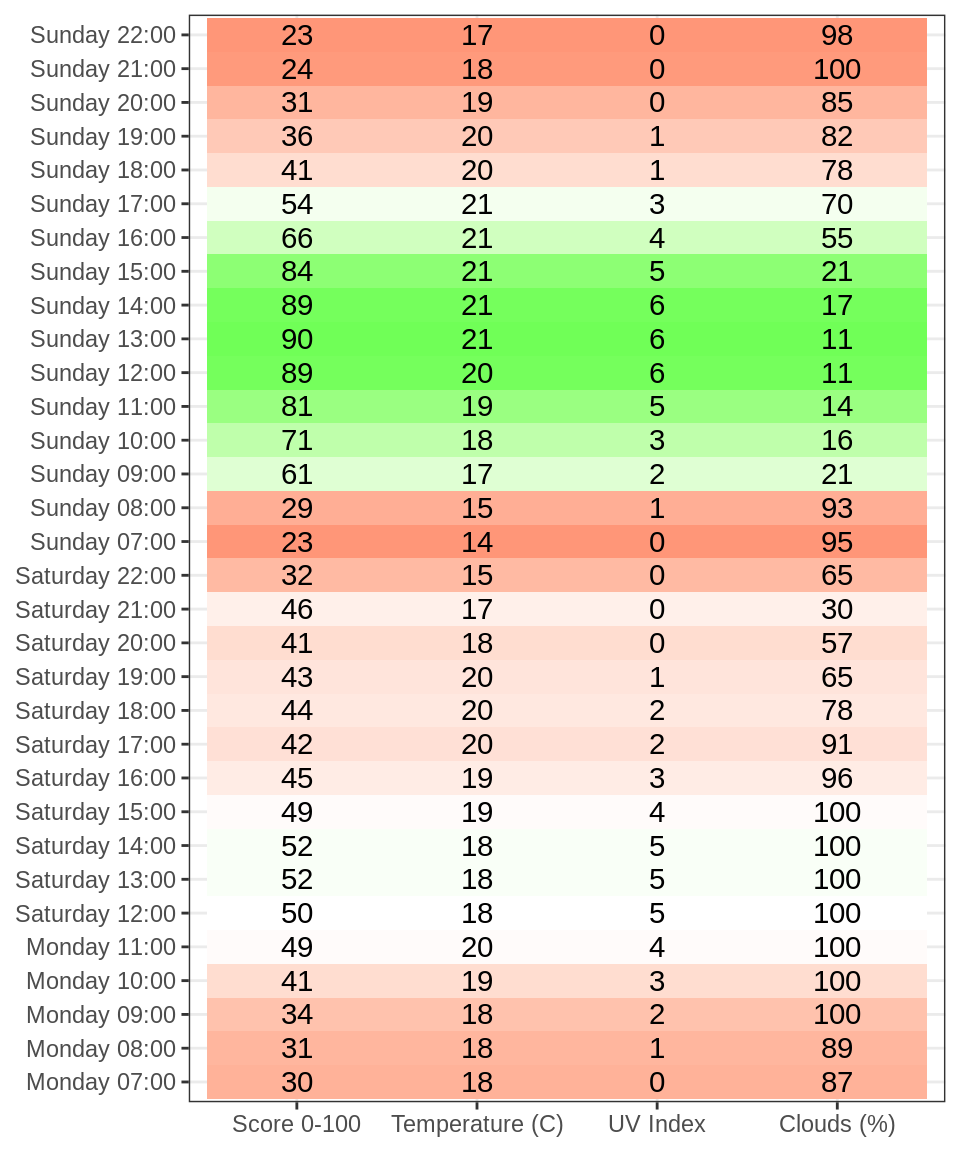 Sunday 22:00 23 17 0 98
Sunday 21:00 24 18 0 100
Sunday 20:00 31 19 0 85
Sunday 19:00 36 20 1 82
Sunday 18:00 41 20 1 78
Sunday 17:00 54 21 3 70
Sunday 16:00 66 21 4 55
Sunday 15:00 84 21 5 21
Sunday 14:00 89 21 6 17
Sunday 13:00 90 21 6 11
Sunday 12:00 89 20 6 11
Sunday 11:00 81 19 5 14
Sunday 10:00 71 18 3 16
Sunday 09:00 61 17 2 21
Sunday 08:00 29 15 1 93
Sunday 07:00 23 14 0 95
Saturday 22:00 32 15 0 65
Saturday 21:00 46 17 0 30
Saturday 20:00 41 18 0 57
Saturday 19:00 43 20 1 65
Saturday 18:00 44 20 2 78
Saturday 17:00 42 20 2 91
Saturday 16:00 45 19 3 96
Saturday 15:00 49 19 4 100
Saturday 14:00 52 18 5 100
Saturday 13:00 52 18 5 100
Saturday 12:00 50 18 5 100
Monday 11:00 49 20 4 100
Monday 10:00 41 19 3 100
Monday 09:00 34 18 2 100
Monday 08:00 31 18 1 89
Monday 07:00 30 18 0 87
Score 0-100 Temperature (C) UV Index Clouds (%)